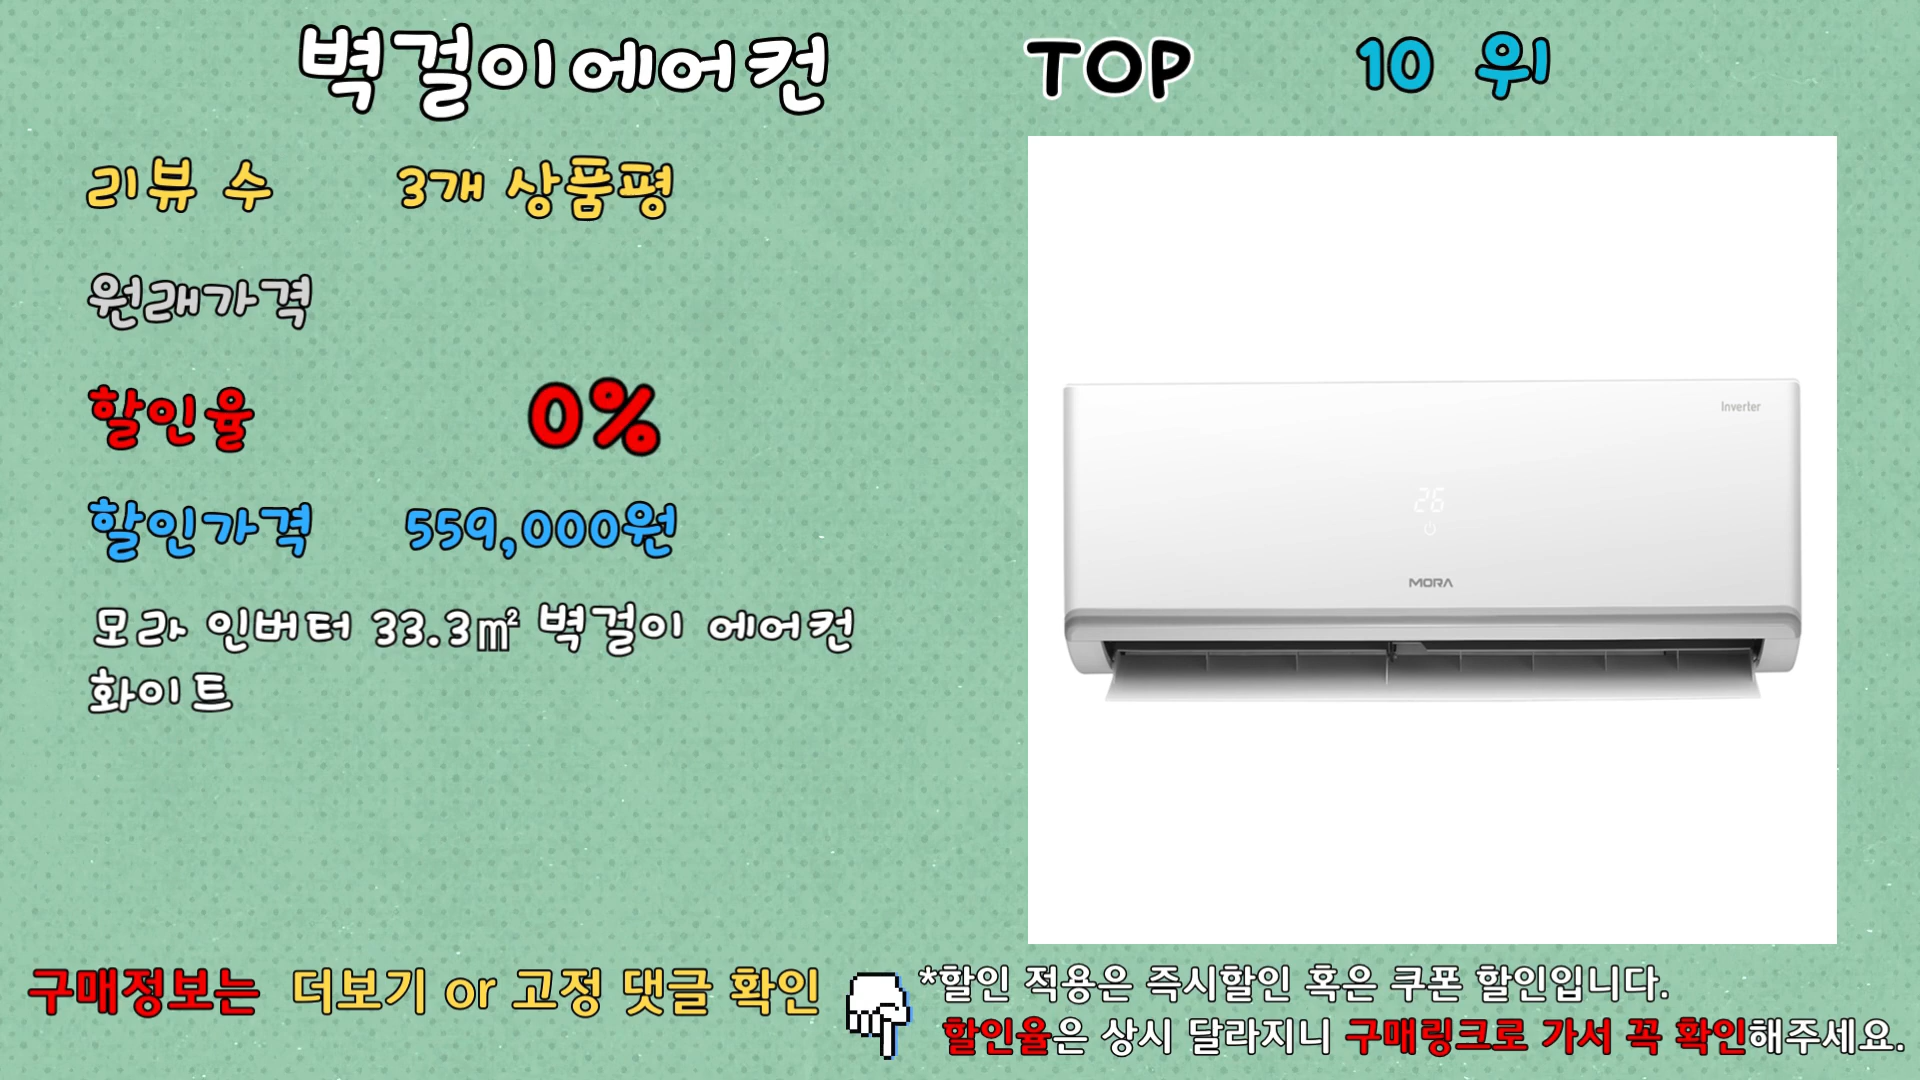 벽걸이에어컨 TOP 10 위
리뷰 수 3개 상품평
원래가격
할인율 0%
할인가격 559,000원
모라 인버터 33.3㎡ 벽걸이 에어컨
화이트
Inverter
26
MORA
구매정보는 더보기 or 고정 댓글 확인
*할인 적용은 즉시할인 혹은 쿠폰 할인입니다.
할인율은 상시 달라지니 구매링크로 가서 꼭 확인해주세요.